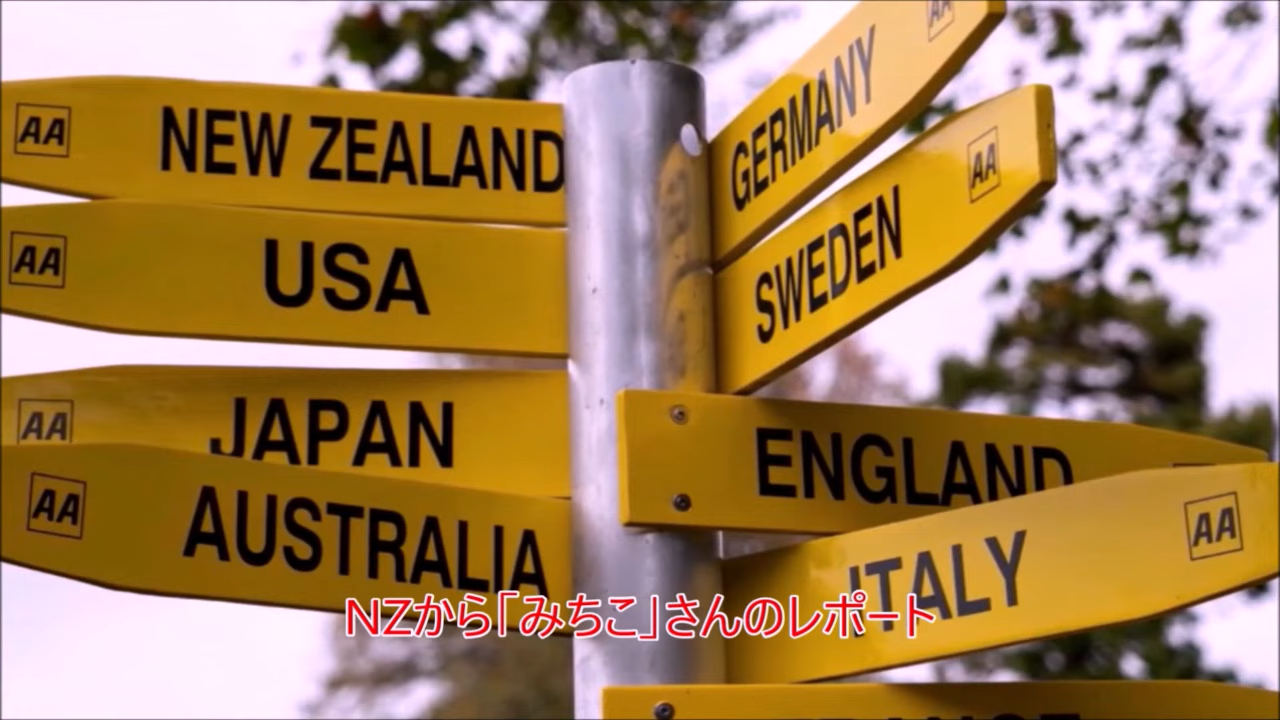 AA NEW ZEALAND
AA USA
AA JAPAN
AA AUSTRALIA
GERMANY AA
SWEDEN AA
ENGLAND
ITALY AA
NZから「みちこ」さんのレポート